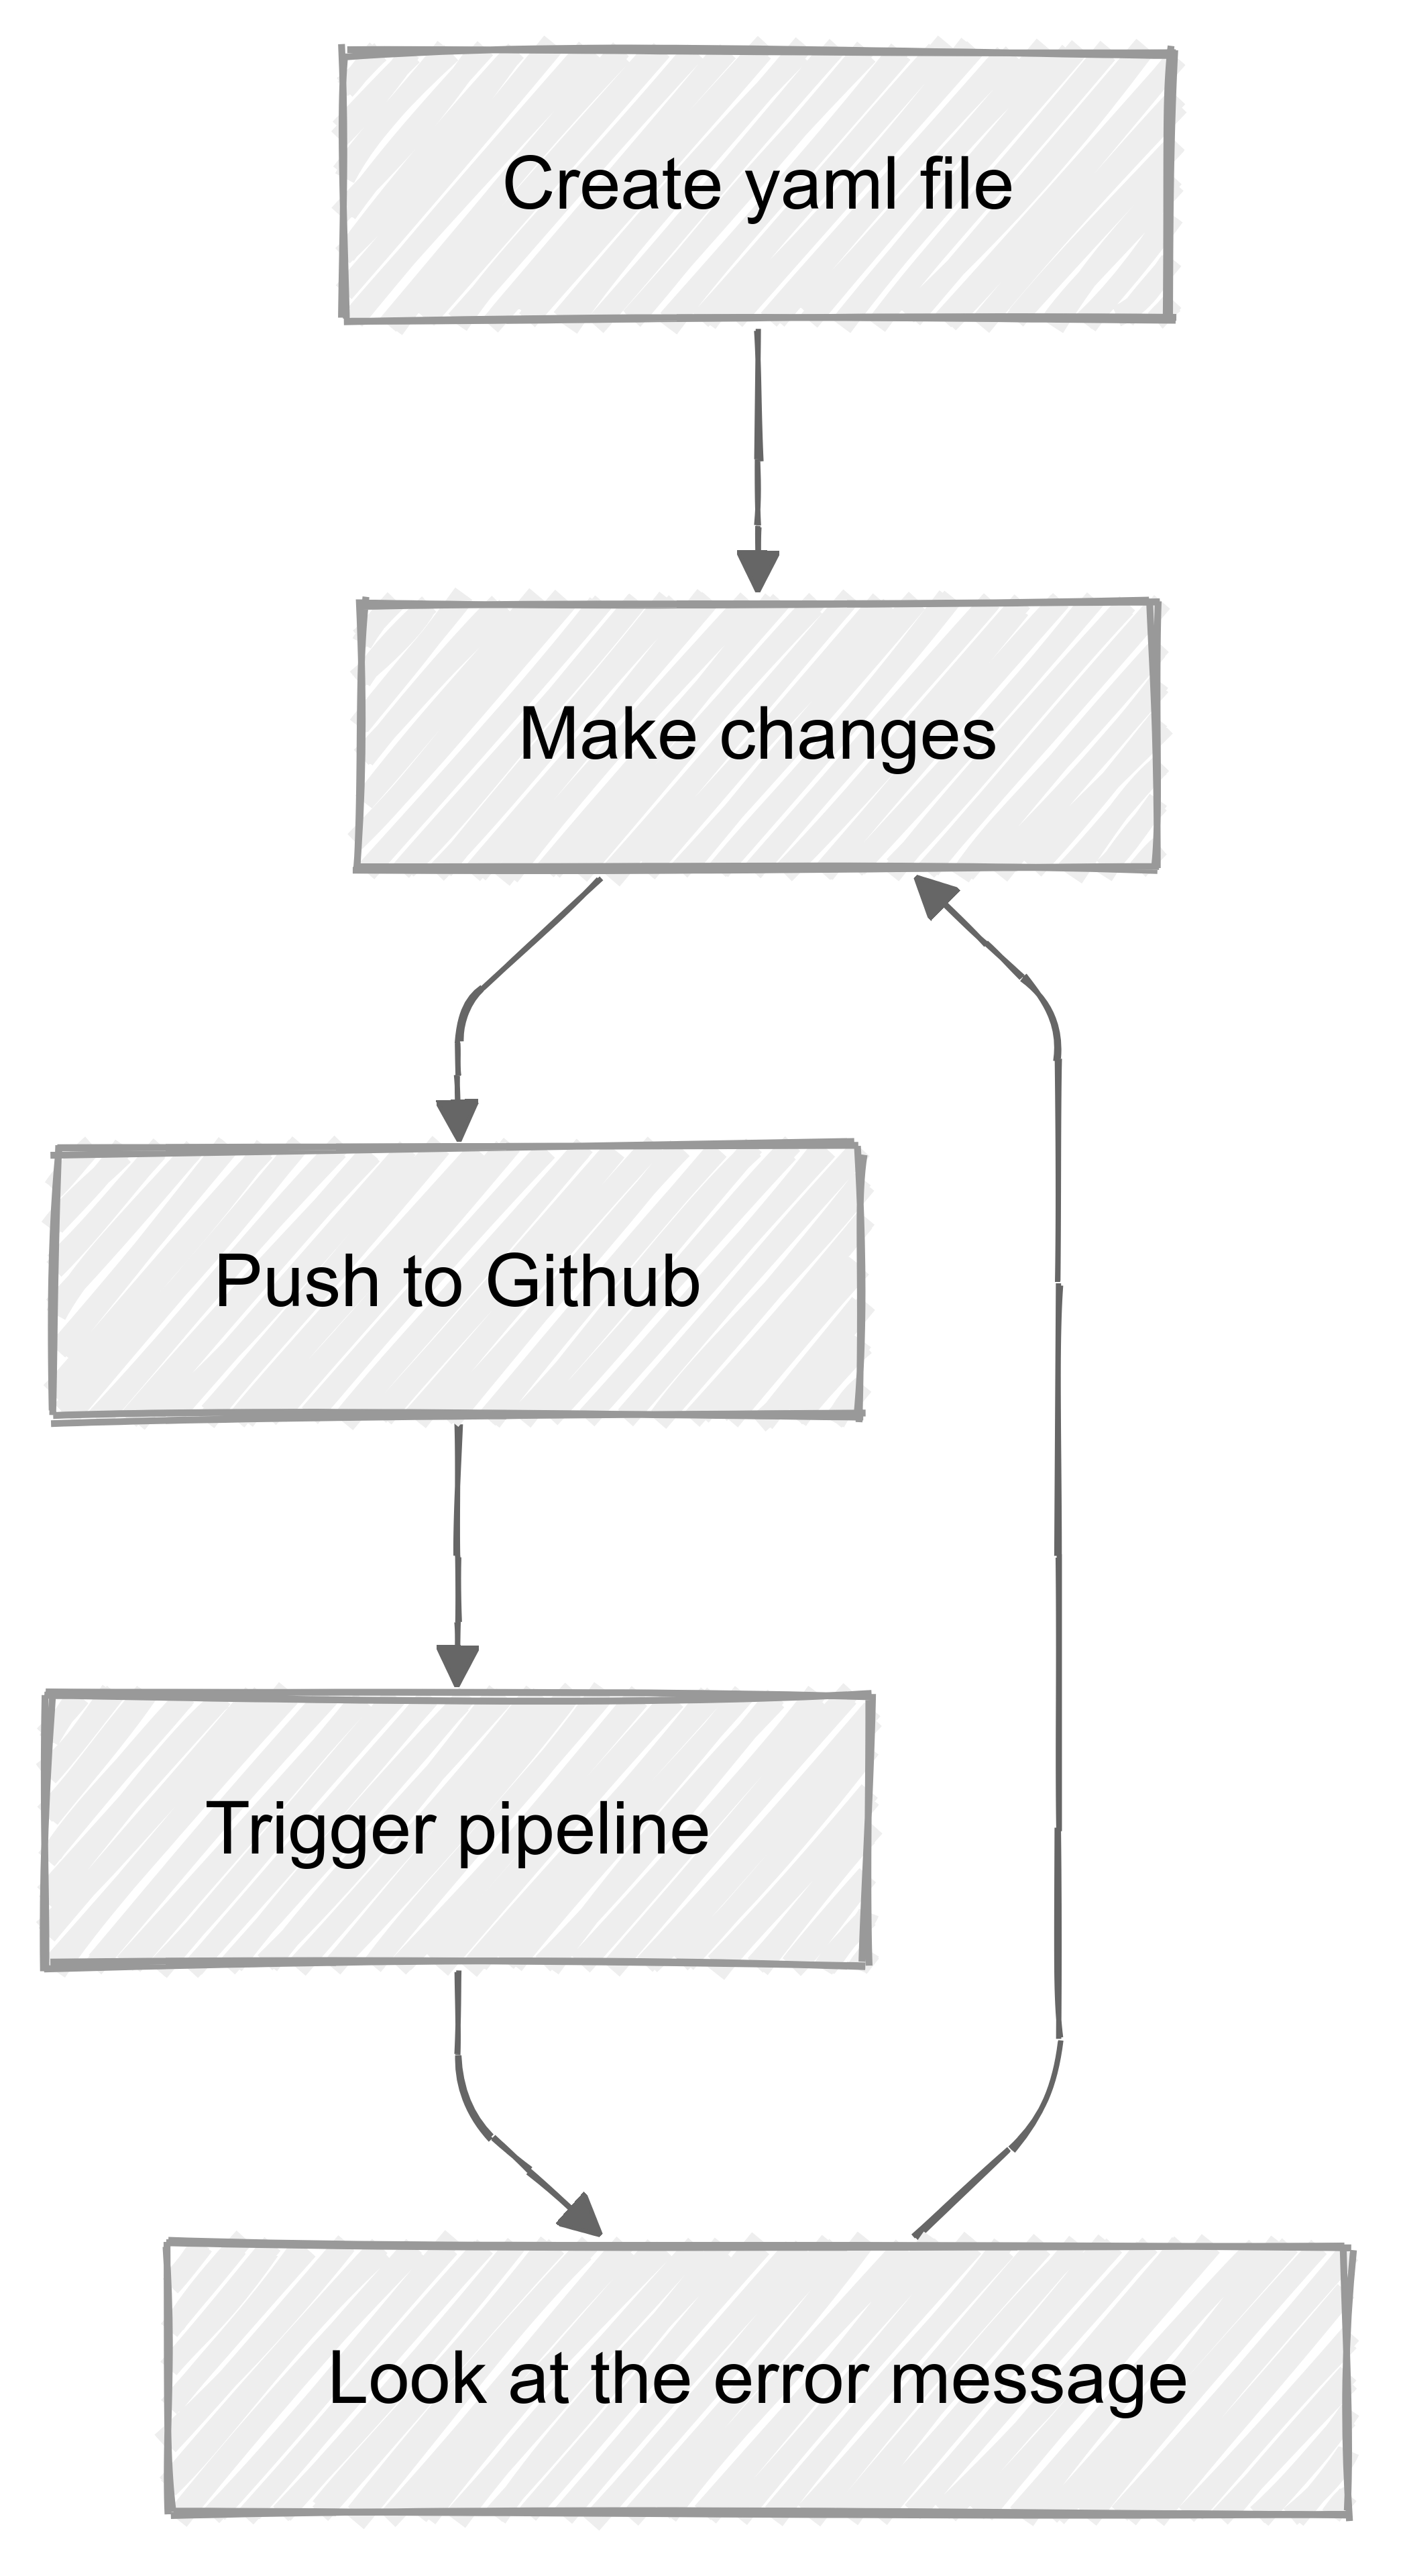 Create yaml file
Make changes
Push to Github
Trigger pipeline
Look at the error message